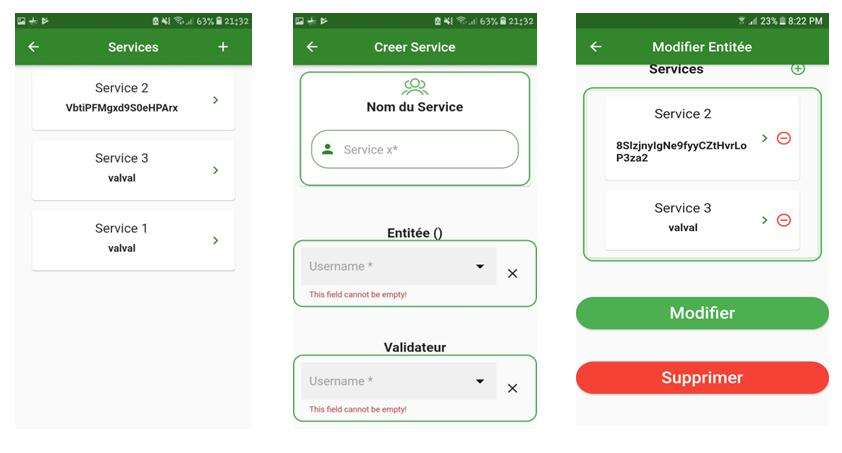 63% 21:32
Services
+
Service 2
VbtiPFMgxd9S0eHPArx
Service 3
valval
Service 1
valval
63% 21:32
Creer Service
Nom du Service
Service x*
Entitée ()
Username *
This field cannot be empty!
Validateur
Username *
This field cannot be empty!
23% 8:22 PM
Modifier Entitée
Services
Service 2
8SlzjnylgNe9fyyCZtHvrLo
P3za2
Service 3
valval
Modifier
Supprimer